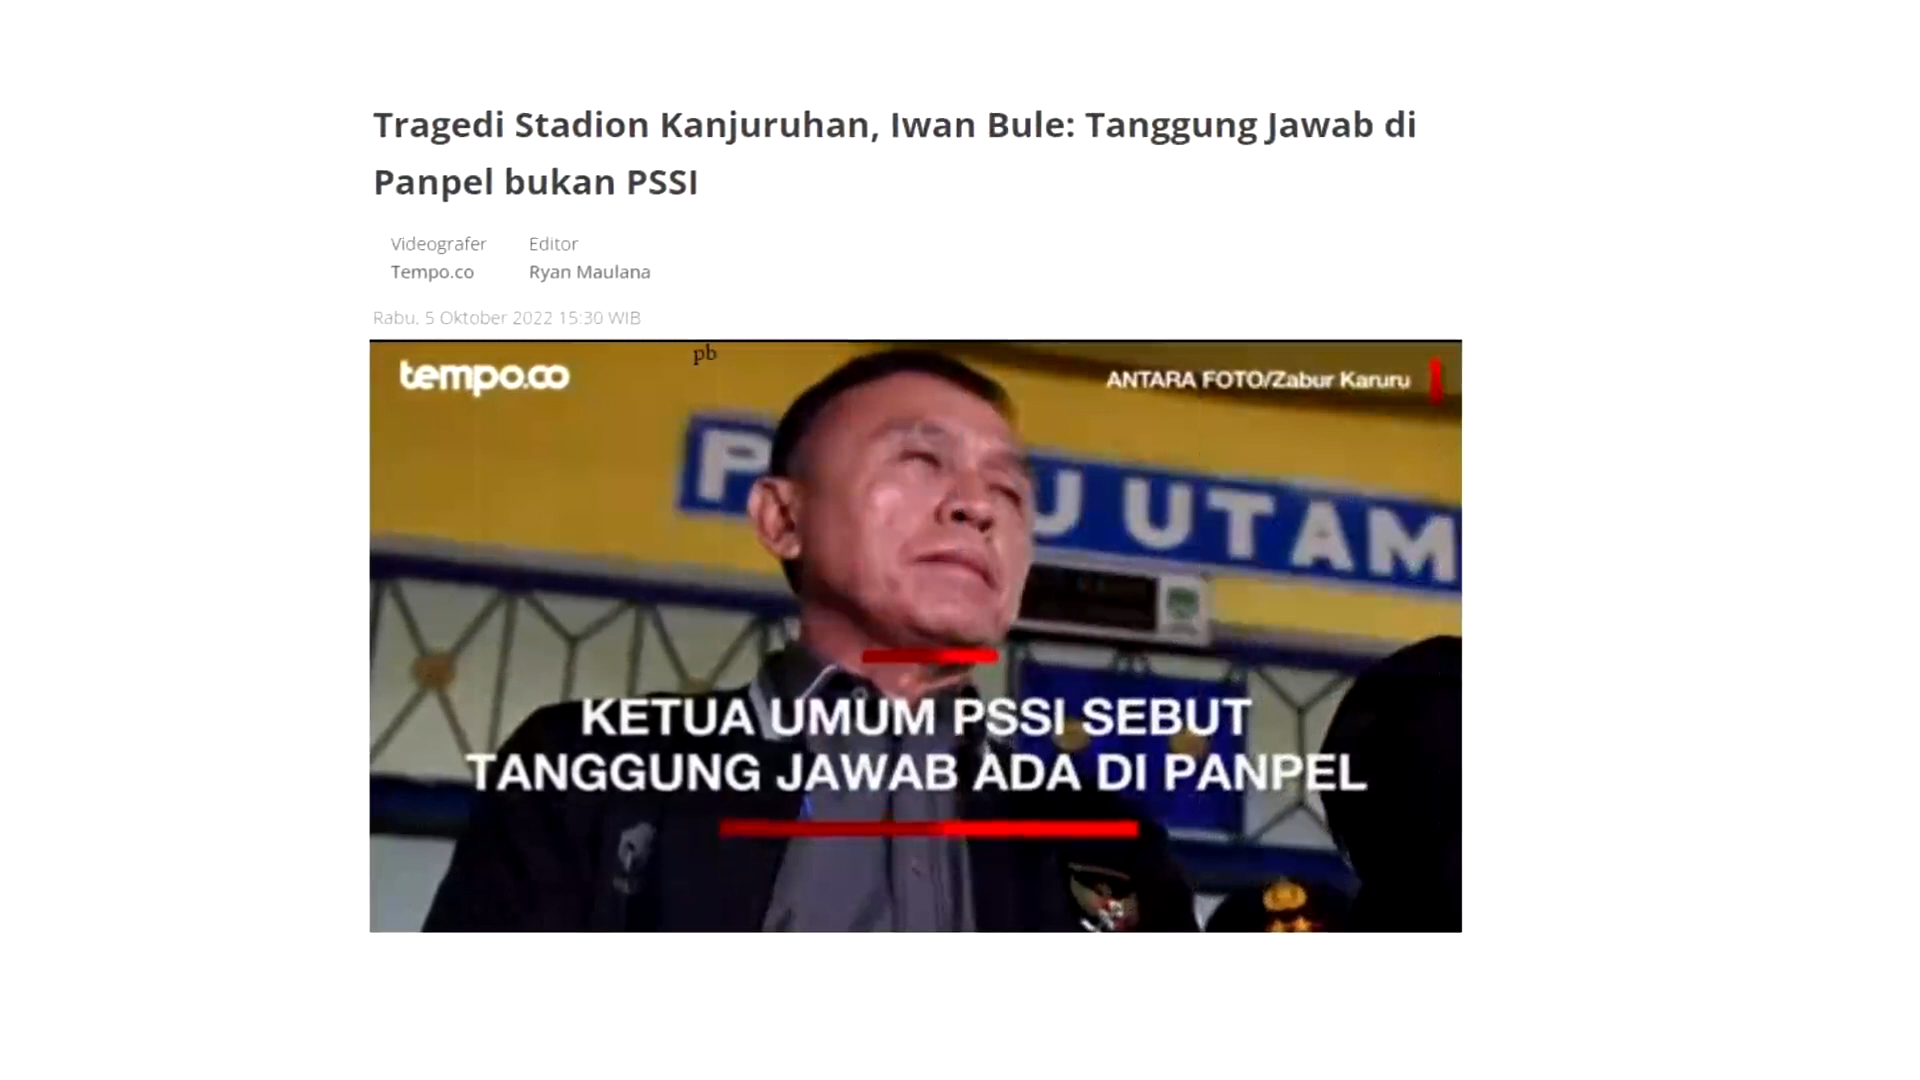 Tragedi Stadion Kanjuruhan, Iwan Bule: Tanggung Jawab di
Panpel bukan PSSI
Videografer Editor
Tempo.co Ryan Maulana
Rabu, 5 Oktober 2022 15:30 WIB
pb
tempo.co
ANTARA FOTO/Zabur Karuru
P U UTAM
KETUA UMUM PSSI SEBUT
TANGGUNG JAWAB ADA DI PANPEL